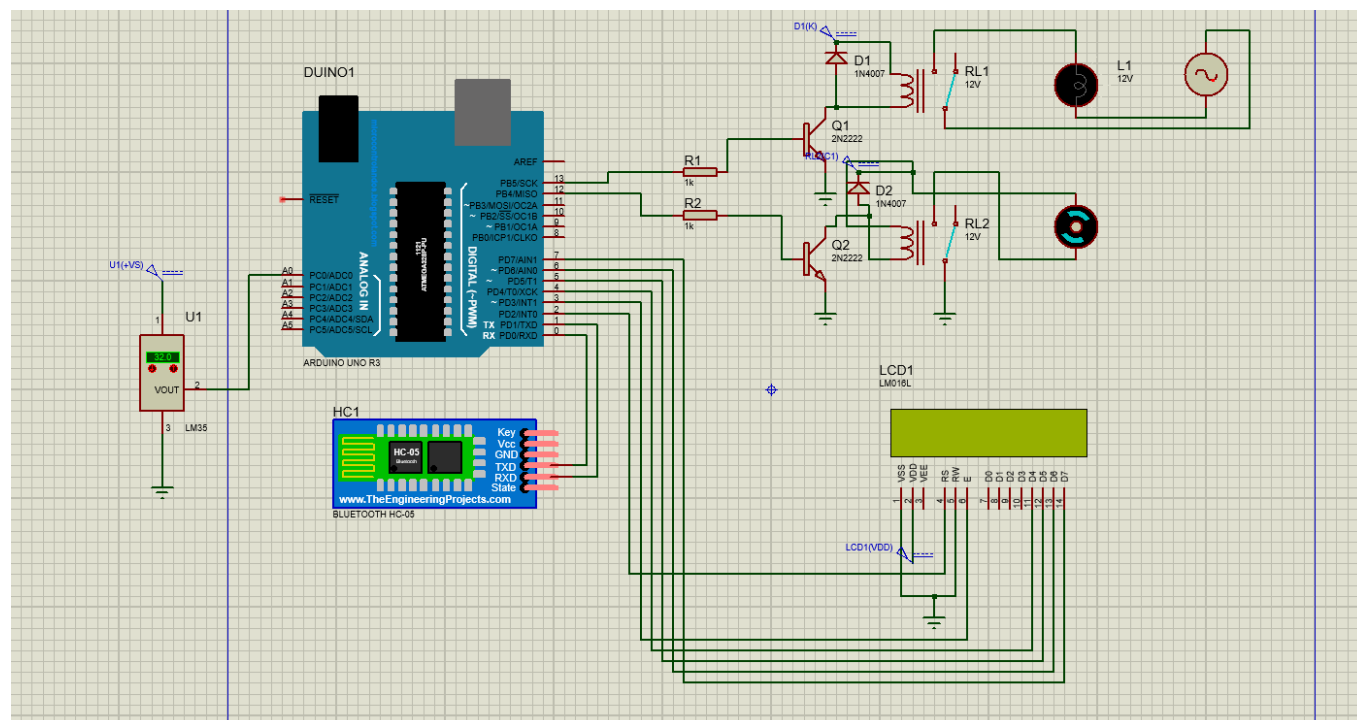 D1(K)
D1
1N4007
RL1
12V
L1
12V
DUINO1
Q1
2N2222
AREF
PB5/SCK 13
PB4/MISO 12
~PB3/MOSI/OC2A 11
~ PB2/SS/OC1B 10
~ PB1/OC1A 9
PB0/ICP1/CLKO 8
RESET
R1
1k
R2
1k
D2
1N4007
RL2
12V
Q2
2N2222
ATMEGA328P-PU
1121
ANALOG IN
DIGITAL (~PWM)
A0 PC0/ADC0
A1 PC1/ADC1
A2 PC2/ADC2
A3 PC3/ADC3
A4 PC4/ADC4/SDA
A5 PC5/ADC5/SCL
PD7/AIN1 7
~ PD6/AIN0 6
~ PD5/T1 5
PD4/T0/XCK 4
~ PD3/INT1 3
PD2/INT0 2
TX PD1/TXD 1
RX PD0/RXD 0
ARDUINO UNO R3
U1(+VS)
U1
1
32.0
VOUT 2
3
LM35
HC1
HC-05
Bluetooth
Key
Vcc
GND
TXD
RXD
State
www.TheEngineeringProjects.com
BLUETOOTH HC-05
LCD1
LM016L
VSS
VDD
VEE
RS
RW
E
D0
D1
D2
D3
D4
D5
D6
D7
1
2
3
4
5
6
7
8
9
10
11
12
13
14
LCD1(VDD)